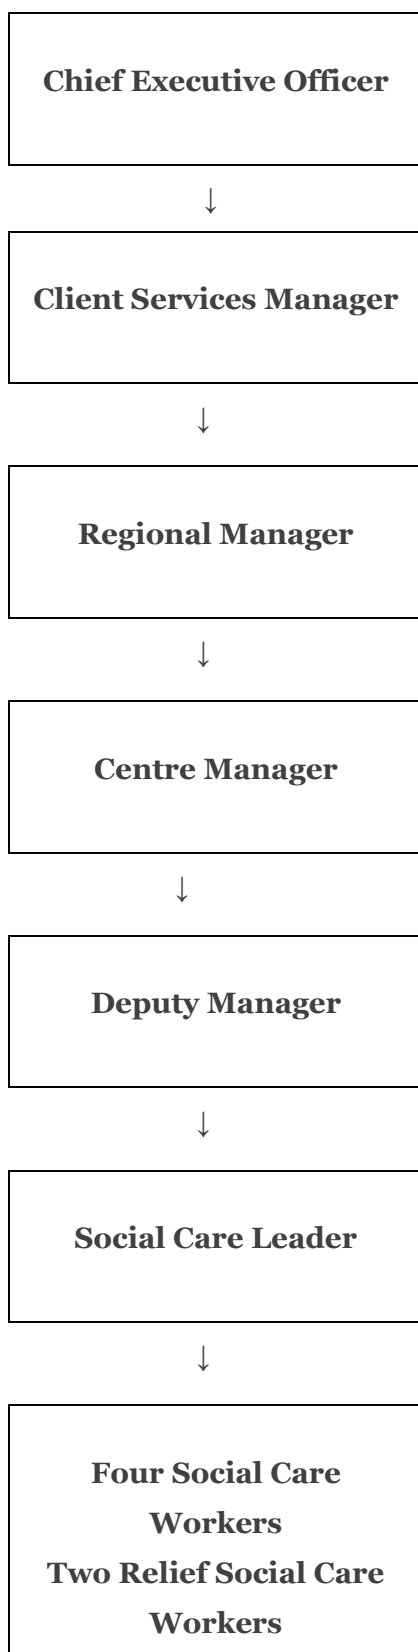 Chief Executive Officer
↓
Client Services Manager
↓
Regional Manager
↓
Centre Manager
↓
Deputy Manager
↓
Social Care Leader
↓
Four Social Care
Workers
Two Relief Social Care
Workers